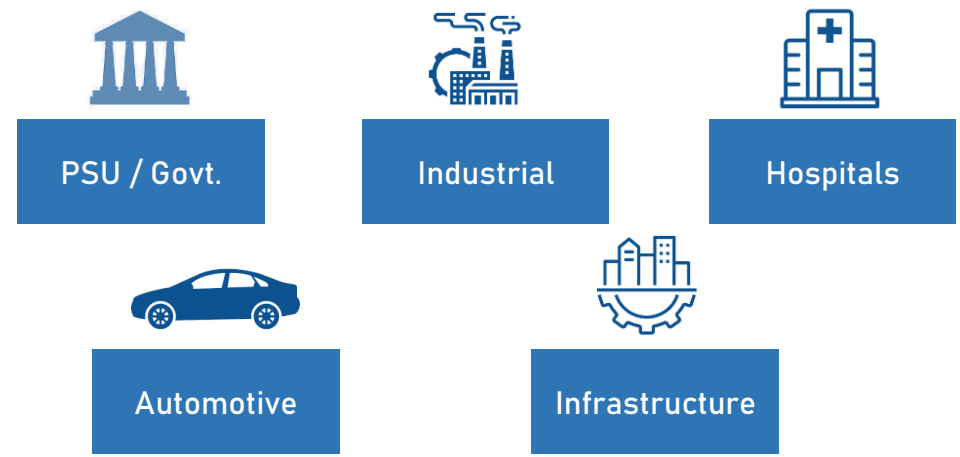 PSU / Govt.
Industrial
Hospitals
Automotive
Infrastructure